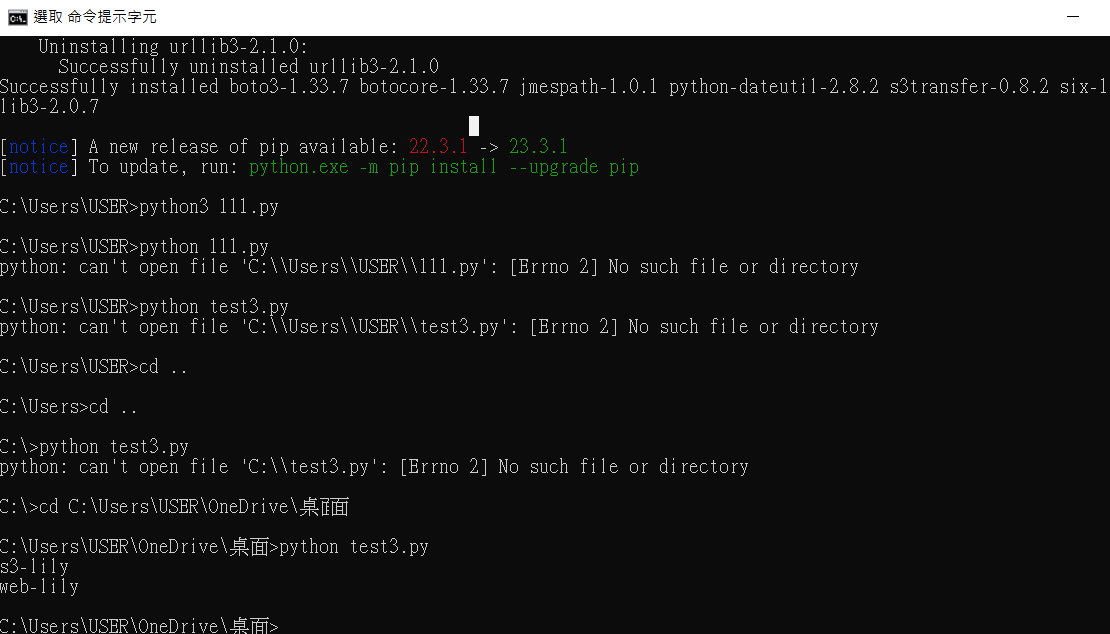 選取 命令提示字元
Uninstalling urllib3-2.1.0:
Successfully uninstalled urllib3-2.1.0
Successfully installed boto3-1.33.7 botocore-1.33.7 jmespath-1.0.1 python-dateutil-2.8.2 s3transfer-0.8.2 six-1
lib3-2.0.7
[notice] A new release of pip available: 22.3.1 -> 23.3.1
[notice] To update, run: python.exe -m pip install --upgrade pip
C:\Users\USER>python3 111.py
C:\Users\USER>python 111.py
python: can't open file 'C:\\Users\\USER\\111.py': [Errno 2] No such file or directory
C:\Users\USER>python test3.py
python: can't open file 'C:\\Users\\USER\\test3.py': [Errno 2] No such file or directory
C:\Users\USER>cd ..
C:\Users>cd ..
C:\>python test3.py
python: can't open file 'C:\\test3.py': [Errno 2] No such file or directory
C:\>cd C:\Users\USER\OneDrive\桌面
C:\Users\USER\OneDrive\桌面>python test3.py
s3-lily
web-lily
C:\Users\USER\OneDrive\桌面>